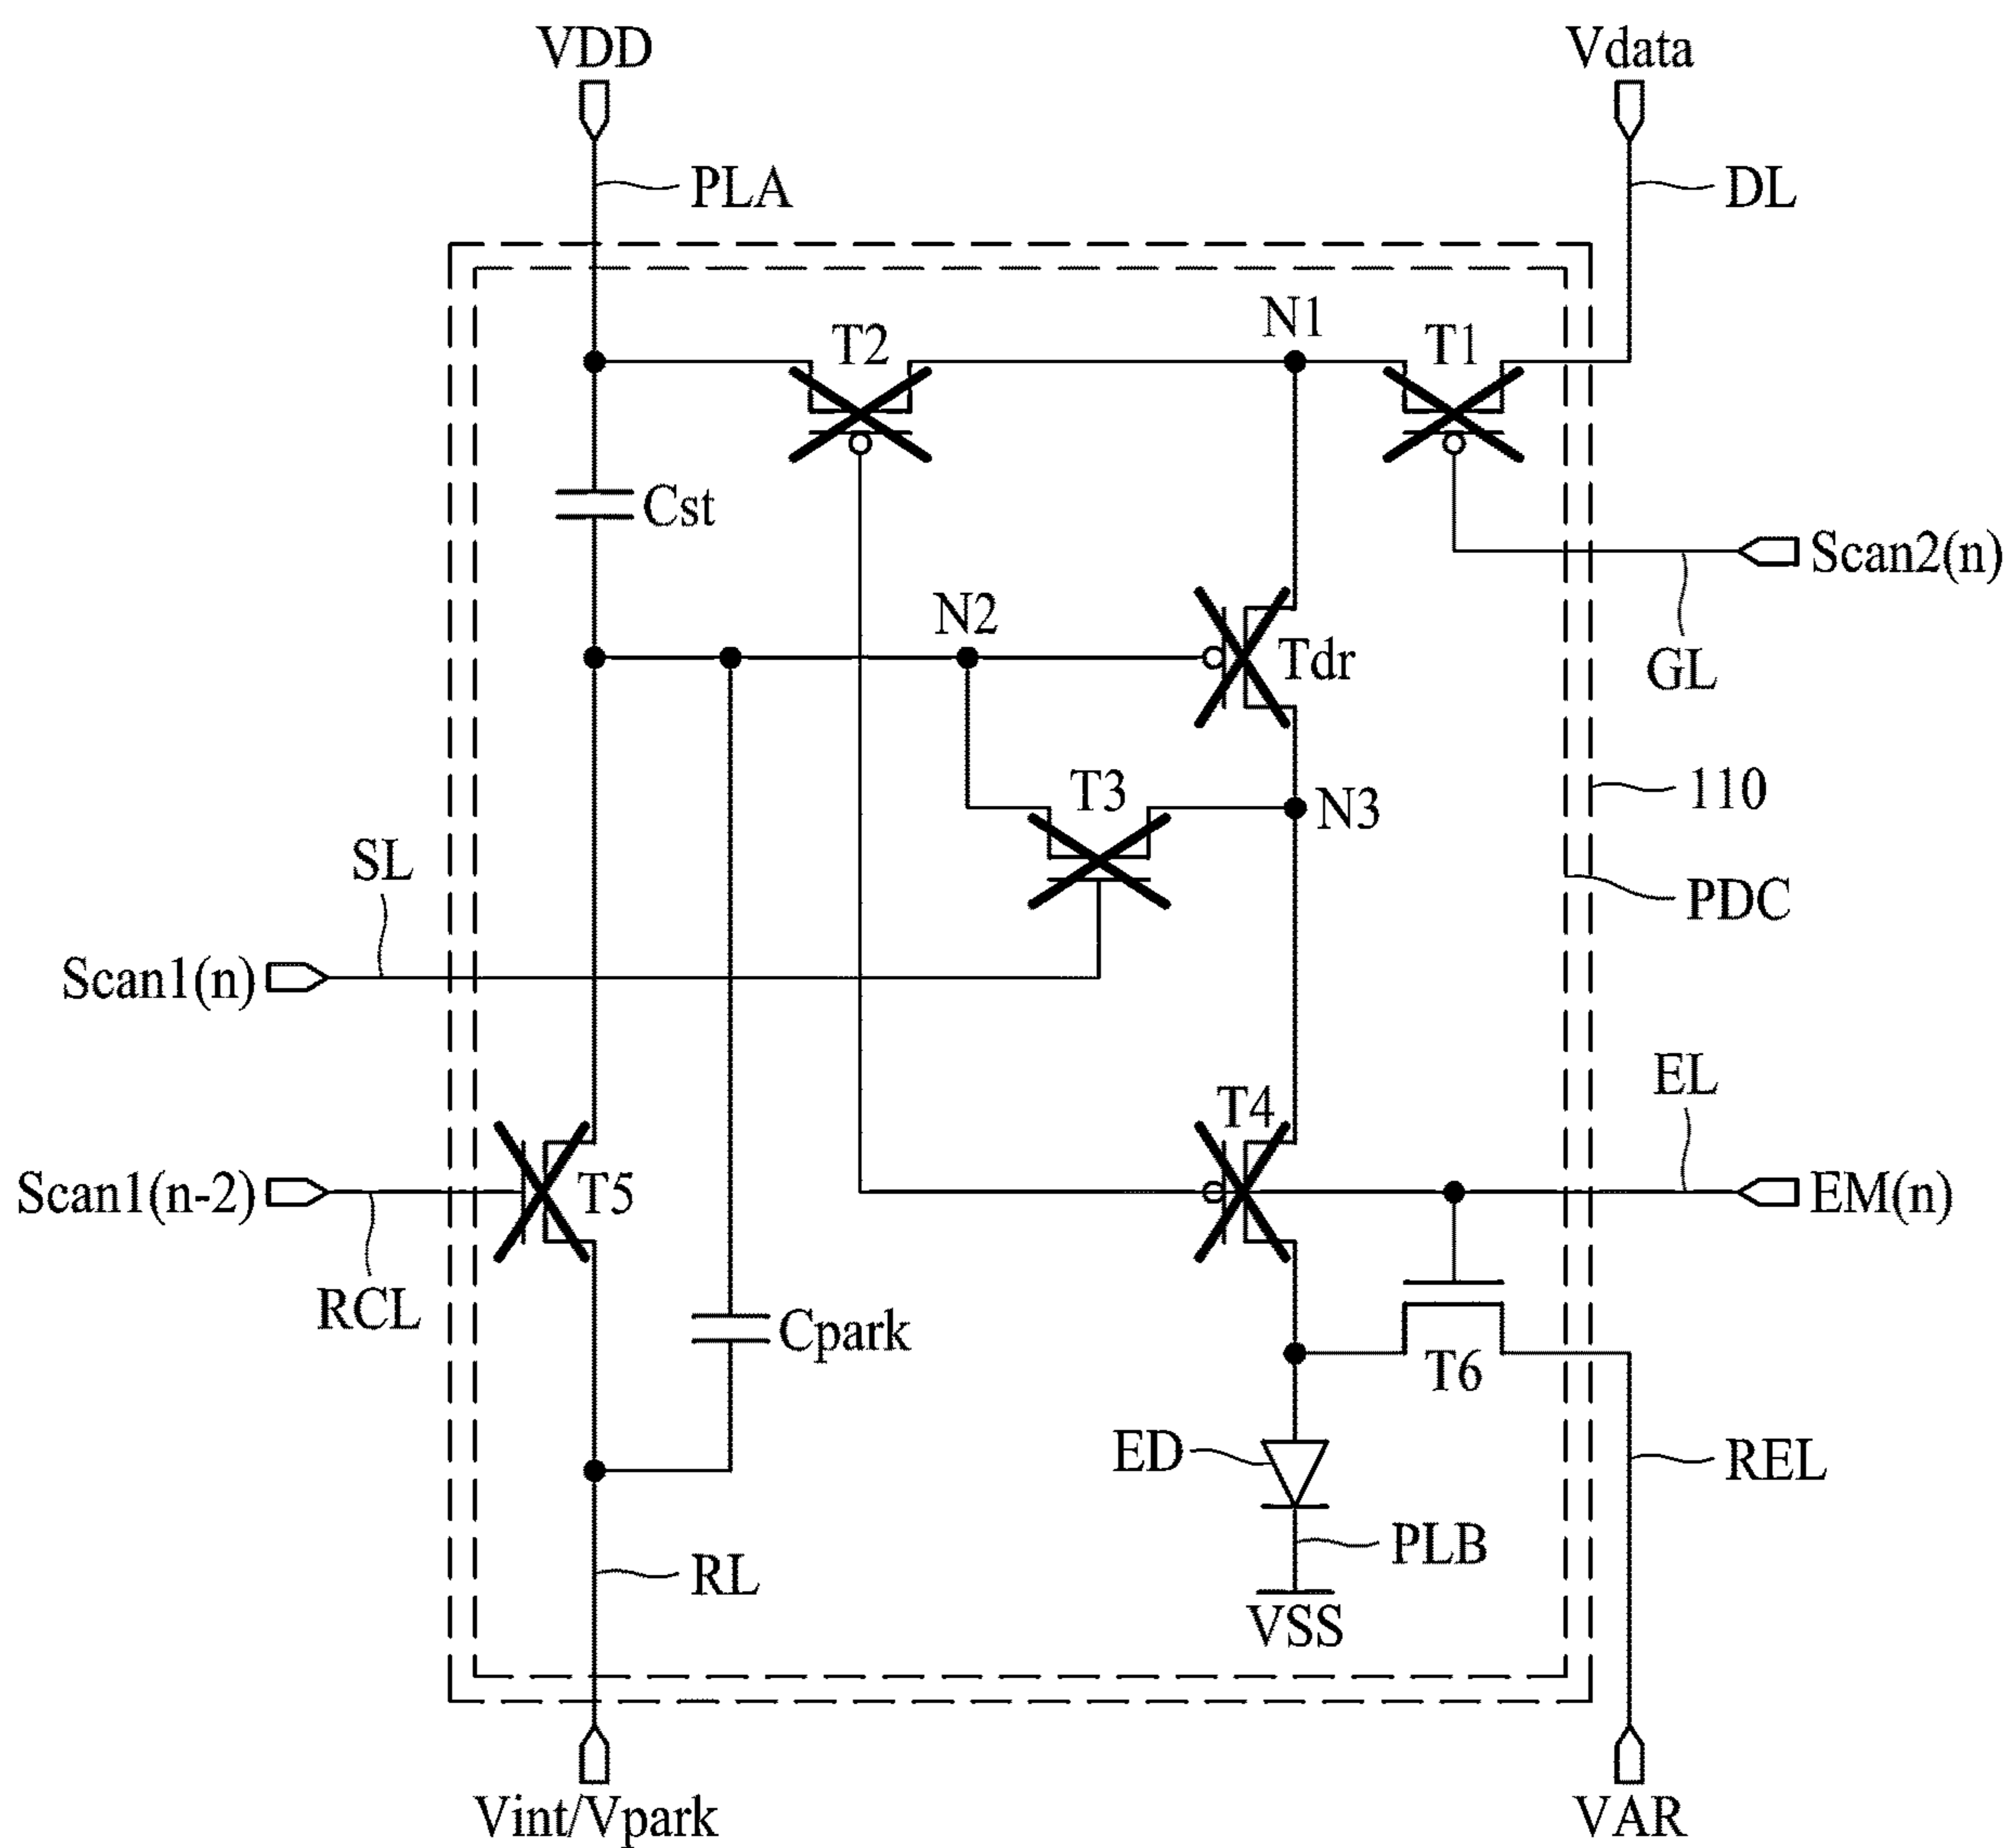 VDD
Vdata
PLA
DL
T2
N1
T1
Cst
Scan2(n)
N2
Tdr
GL
T3
N3
110
SL
PDC
Scan1(n)
EL
T4
Scan1(n-2)
T5
EM(n)
RCL
Cpark
T6
ED
REL
PLB
RL
VSS
Vint/Vpark
VAR